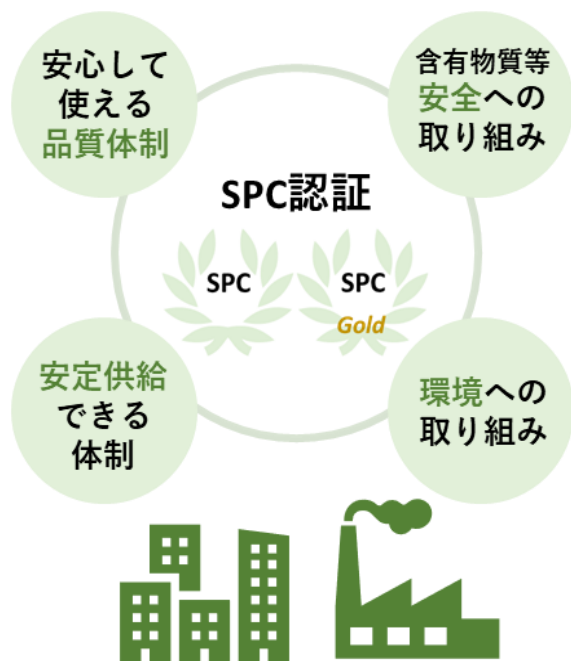 安心して
使える
品質体制
含有物質等
安全への
取り組み
SPC認証
SPC
SPC
Gold
安定供給
できる
体制
環境への
取り組み